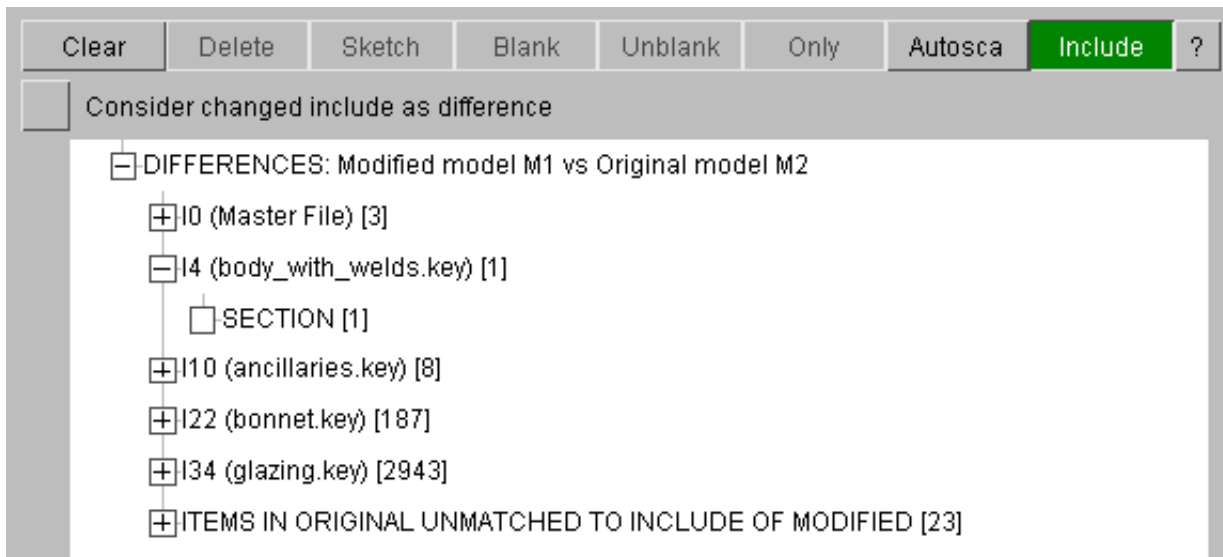 Clear Delete Sketch Blank Unblank Only Autosca Include ?
Consider changed include as difference
DIFFERENCES: Modified model M1 vs Original model M2
I0 (Master File) [3]
I4 (body_with_welds.key) [1]
SECTION [1]
I10 (ancillaries.key) [8]
I22 (bonnet.key) [187]
I34 (glazing.key) [2943]
ITEMS IN ORIGINAL UNMATCHED TO INCLUDE OF MODIFIED [23]